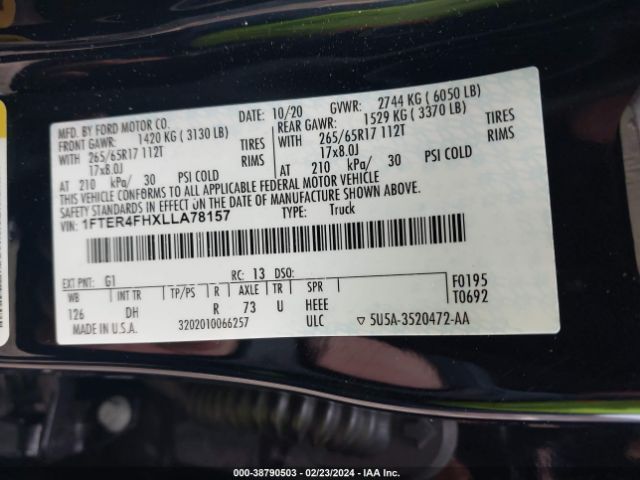 MFD. BY FORD MOTOR CO.
DATE: 10/20 GVWR: 2744 KG ( 6050 LB)
FRONT GAWR: 1420 KG ( 3130 LB)
REAR GAWR: 1529 KG ( 3370 LB)
WITH 265/65R17 112T TIRES
265/65R17 112T TIRES
17x8.0J RIMS
17x8.0J RIMS
AT 210 kPa/ 30 PSI COLD
AT 210 kPa/ 30 PSI COLD
THIS VEHICLE CONFORMS TO ALL APPLICABLE FEDERAL MOTOR VEHICLE
SAFETY STANDARDS IN EFFECT ON THE DATE OF MANUFACTURE SHOWN ABOVE.
VIN: 1FTER4FHXLLA78157 TYPE: Truck
EXT PNT: G1 RC: 13 DSO: F0195
WB INT TR TP/PS R AXLE TR SPR T0692
126 DH R 73 U HEEE
MADE IN U.S.A. 3202010066257 ULC ▽ 5U5A-3520472-AA
000-38790503 - 02/23/2024 - IAA Inc.